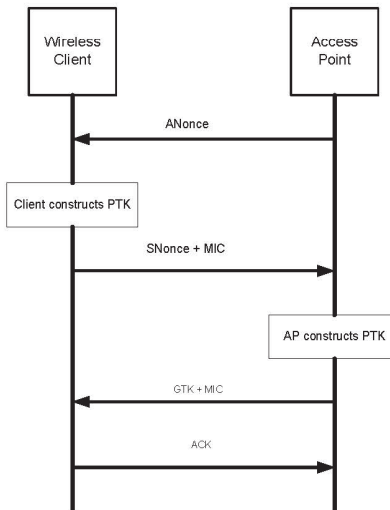 Wireless
Client
Access
Point
ANonce
Client constructs PTK
SNonce + MIC
AP constructs PTK
GTK + MIC
ACK